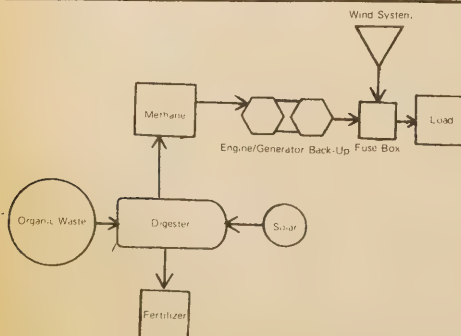 Wind System
Methane
Load
Engine/Generator Back-Up
Fuse Box
Organic Waste
Digester
Solar
Fertilizer